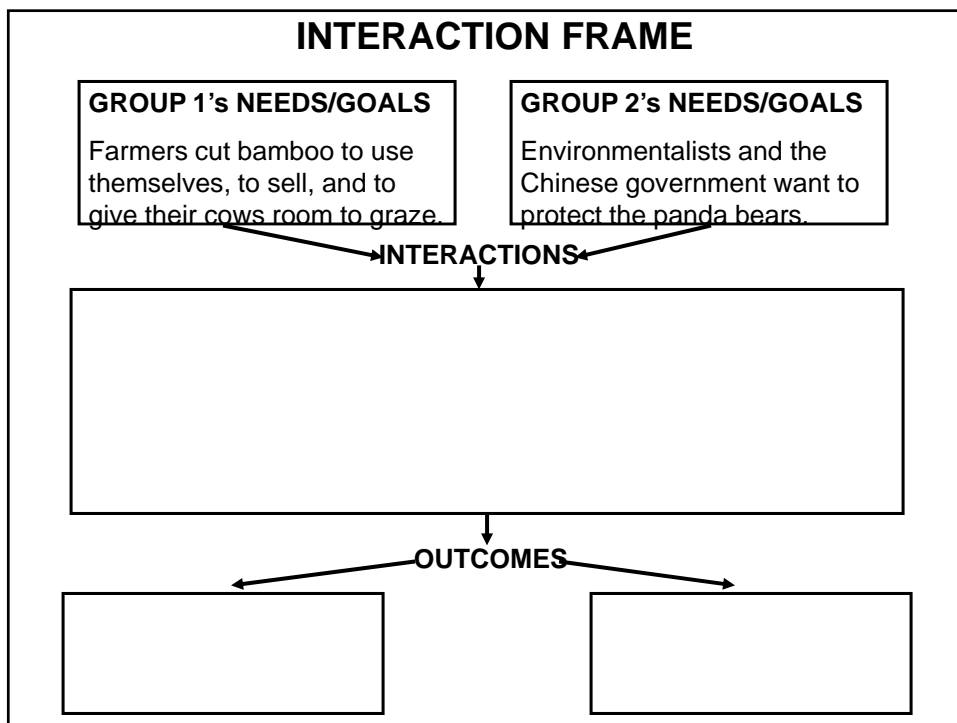 INTERACTION FRAME
GROUP 1's NEEDS/GOALS
Farmers cut bamboo to use
themselves, to sell, and to
give their cows room to graze.
GROUP 2's NEEDS/GOALS
Environmentalists and the
Chinese government want to
protect the panda bears.
INTERACTIONS
OUTCOMES